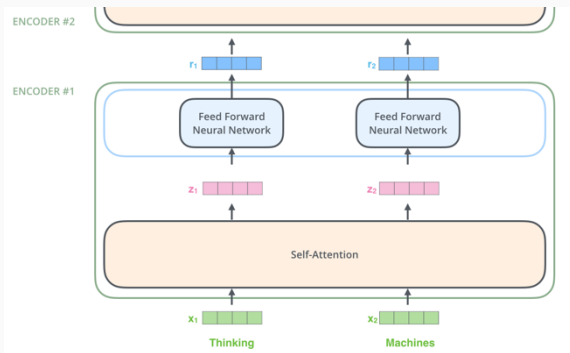 ENCODER #2
r₁
r₂
ENCODER #1
Feed Forward
Neural Network
Feed Forward
Neural Network
z₁
z₂
Self-Attention
x₁
x₂
Thinking
Machines